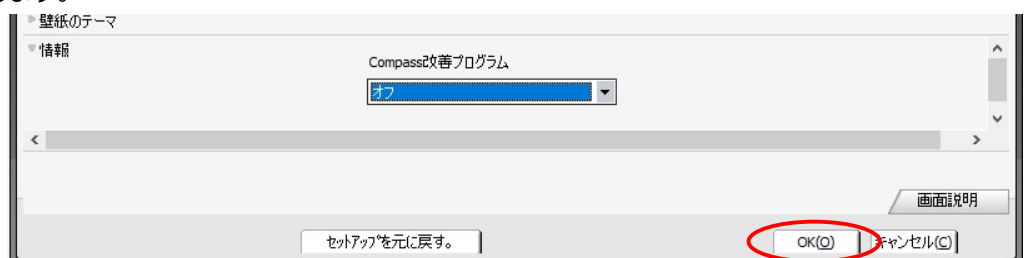 ます。
壁紙のテーマ
情報
Compass改善プログラム
オフ
画面説明
セットアップを元に戻す。
OK(O)
キャンセル(C)